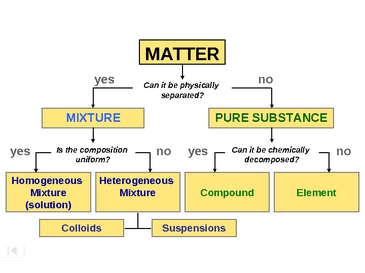 MATTER
yes
Can it be physically
separated?
no
MIXTURE
PURE SUBSTANCE
yes
Is the composition
uniform?
no
yes
Can it be chemically
decomposed?
no
Homogeneous
Mixture
(solution)
Heterogeneous
Mixture
Compound
Element
Colloids
Suspensions